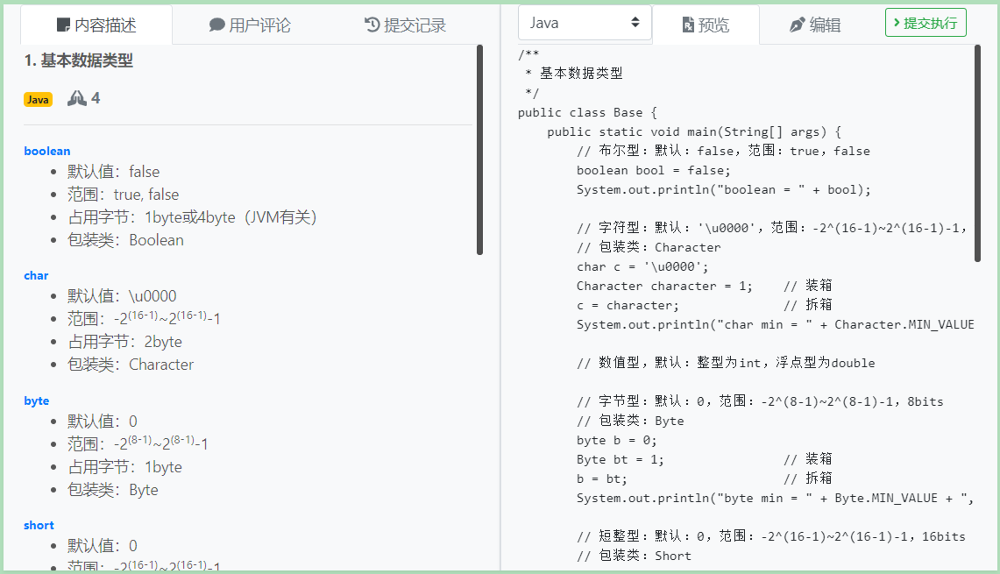 内容描述
用户评论
提交记录
1. 基本数据类型
Java 4
boolean
默认值：false
范围：true, false
占用字节：1byte或4byte（JVM有关）
包装类：Boolean
char
默认值：\u0000
范围：-2(16-1)~2(16-1)-1
占用字节：2byte
包装类：Character
byte
默认值：0
范围：-2(8-1)~2(8-1)-1
占用字节：1byte
包装类：Byte
short
默认值：0
范围：-2(16-1)~2(16-1)-1
Java
预览
编辑
提交执行
/**
 * 基本数据类型
 */
public class Base {
    public static void main(String[] args) {
        // 布尔型：默认：false，范围：true，false
        boolean bool = false;
        System.out.println("boolean = " + bool);
        // 字符型：默认：'\u0000'，范围：-2^(16-1)~2^(16-1)-1，
        // 包装类：Character
        char c = '\u0000';
        Character character = 1;    // 装箱
        c = character;              // 拆箱
        System.out.println("char min = " + Character.MIN_VALUE
        // 数值型，默认：整型为int，浮点型为double
        // 字节型：默认：0，范围：-2^(8-1)~2^(8-1)-1，8bits
        // 包装类：Byte
        byte b = 0;
        Byte bt = 1;                // 装箱
        b = bt;                     // 拆箱
        System.out.println("byte min = " + Byte.MIN_VALUE + ",
        // 短整型：默认：0，范围：-2^(16-1)~2^(16-1)-1，16bits
        // 包装类：Short